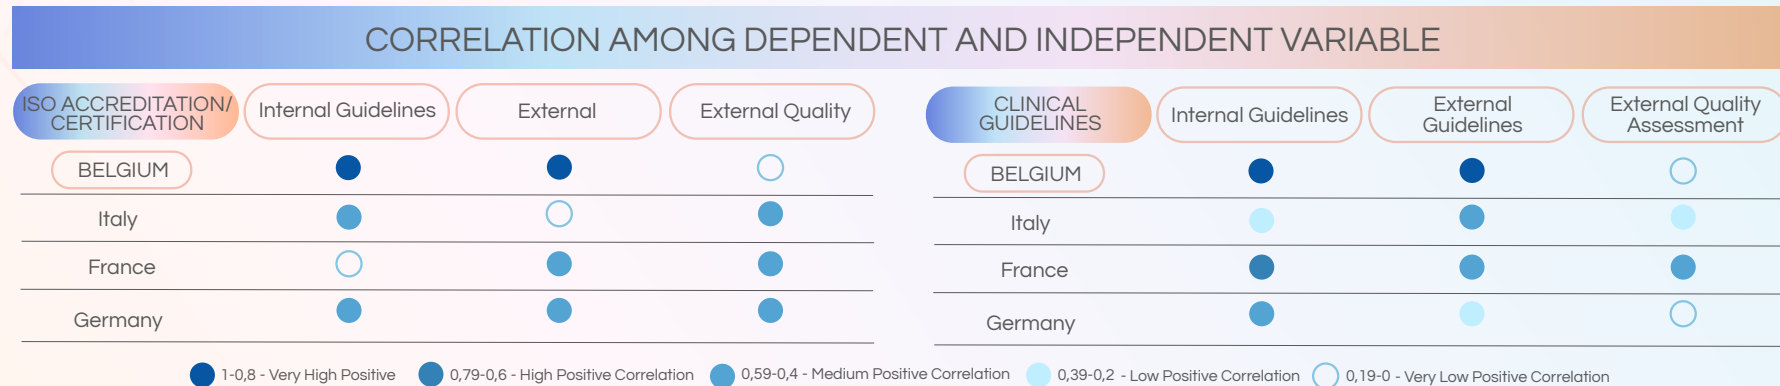 CORRELATION AMONG DEPENDENT AND INDEPENDENT VARIABLE
ISO ACCREDITATION/
CERTIFICATION
Internal Guidelines
External
External Quality
BELGIUM
Italy
France
Germany
CLINICAL
GUIDELINES
Internal Guidelines
External
Guidelines
External Quality
Assessment
BELGIUM
Italy
France
Germany
1-0,8 - Very High Positive
0,79-0,6 - High Positive Correlation
0,59-0,4 - Medium Positive Correlation
0,39-0,2 - Low Positive Correlation
0,19-0 - Very Low Positive Correlation